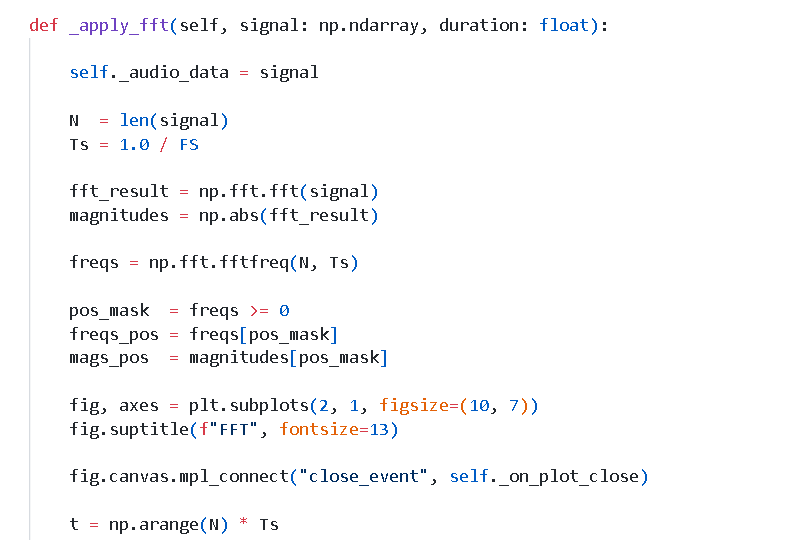 def _apply_fft(self, signal: np.ndarray, duration: float):
self._audio_data = signal
N  = len(signal)
Ts = 1.0 / FS
fft_result = np.fft.fft(signal)
magnitudes = np.abs(fft_result)
freqs = np.fft.fftfreq(N, Ts)
pos_mask  = freqs >= 0
freqs_pos = freqs[pos_mask]
mags_pos  = magnitudes[pos_mask]
fig, axes = plt.subplots(2, 1, figsize=(10, 7))
fig.suptitle(f"FFT", fontsize=13)
fig.canvas.mpl_connect("close_event", self._on_plot_close)
t = np.arange(N) * Ts